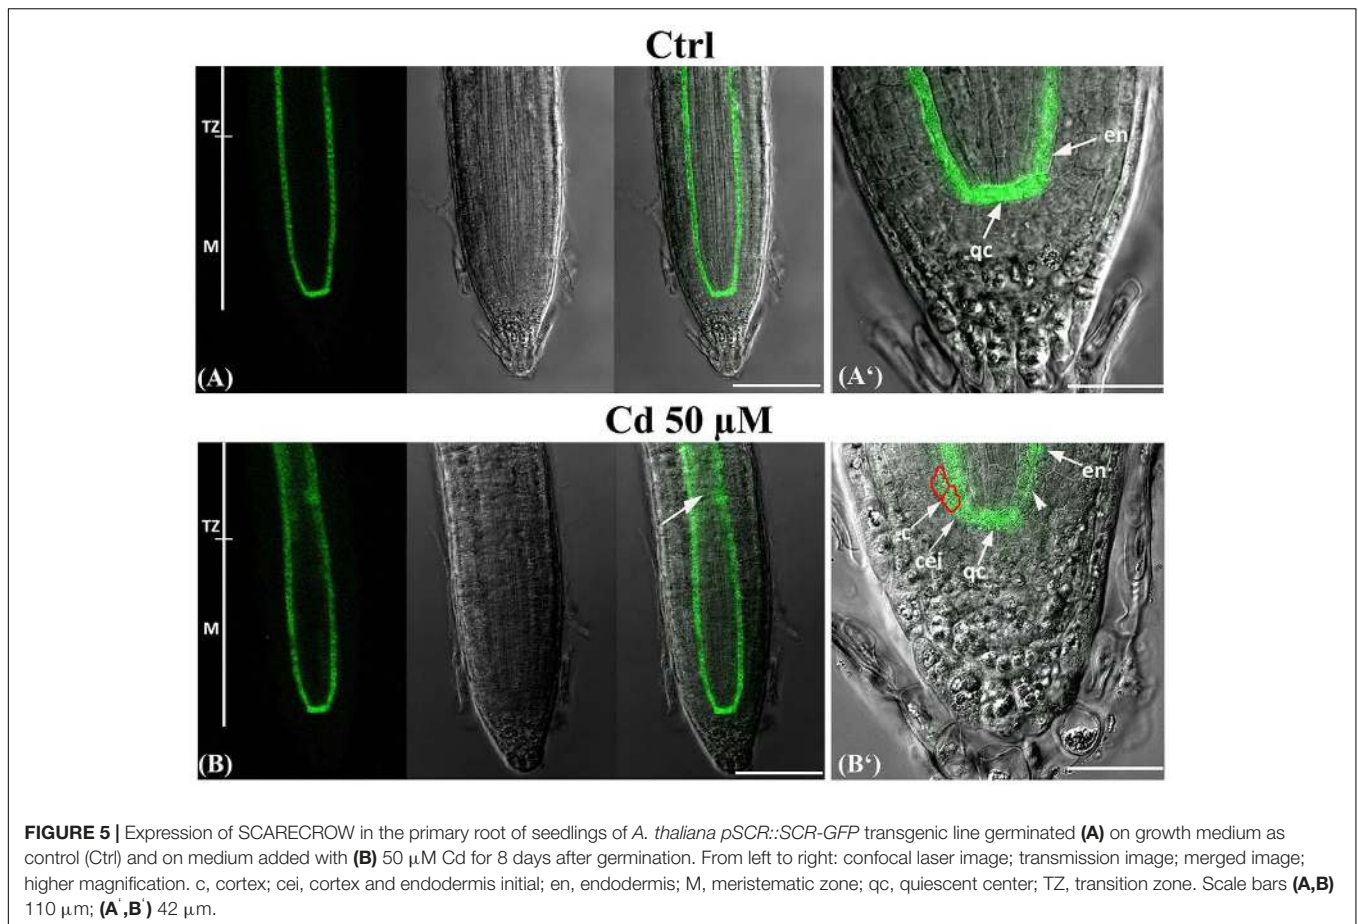 Ctrl
TZ
M
(A)
en
qc
(A‘)
Cd 50 µM
TZ
M
(B)
en
c
cei
qc
(B‘)
FIGURE 5 | Expression of SCARECROW in the primary root of seedlings of A. thaliana pSCR::SCR-GFP transgenic line germinated (A) on growth medium as
control (Ctrl) and on medium added with (B) 50 µM Cd for 8 days after germination. From left to right: confocal laser image; transmission image; merged image;
higher magnification. c, cortex; cei, cortex and endodermis initial; en, endodermis; M, meristematic zone; qc, quiescent center; TZ, transition zone. Scale bars (A,B)
110 µm; (A‘,B‘) 42 µm.